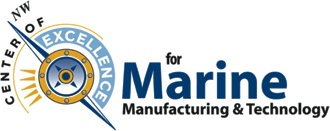 NW
CENTER OF
EXCELLENCE
for
Marine
Manufacturing & Technology